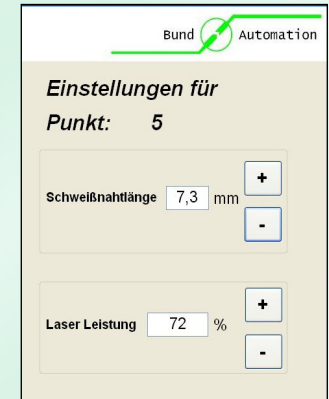 Bund Automation
Einstellungen für
Punkt: 5
+
Schweißnahtlänge 7,3 mm
-
+
Laser Leistung 72 %
-